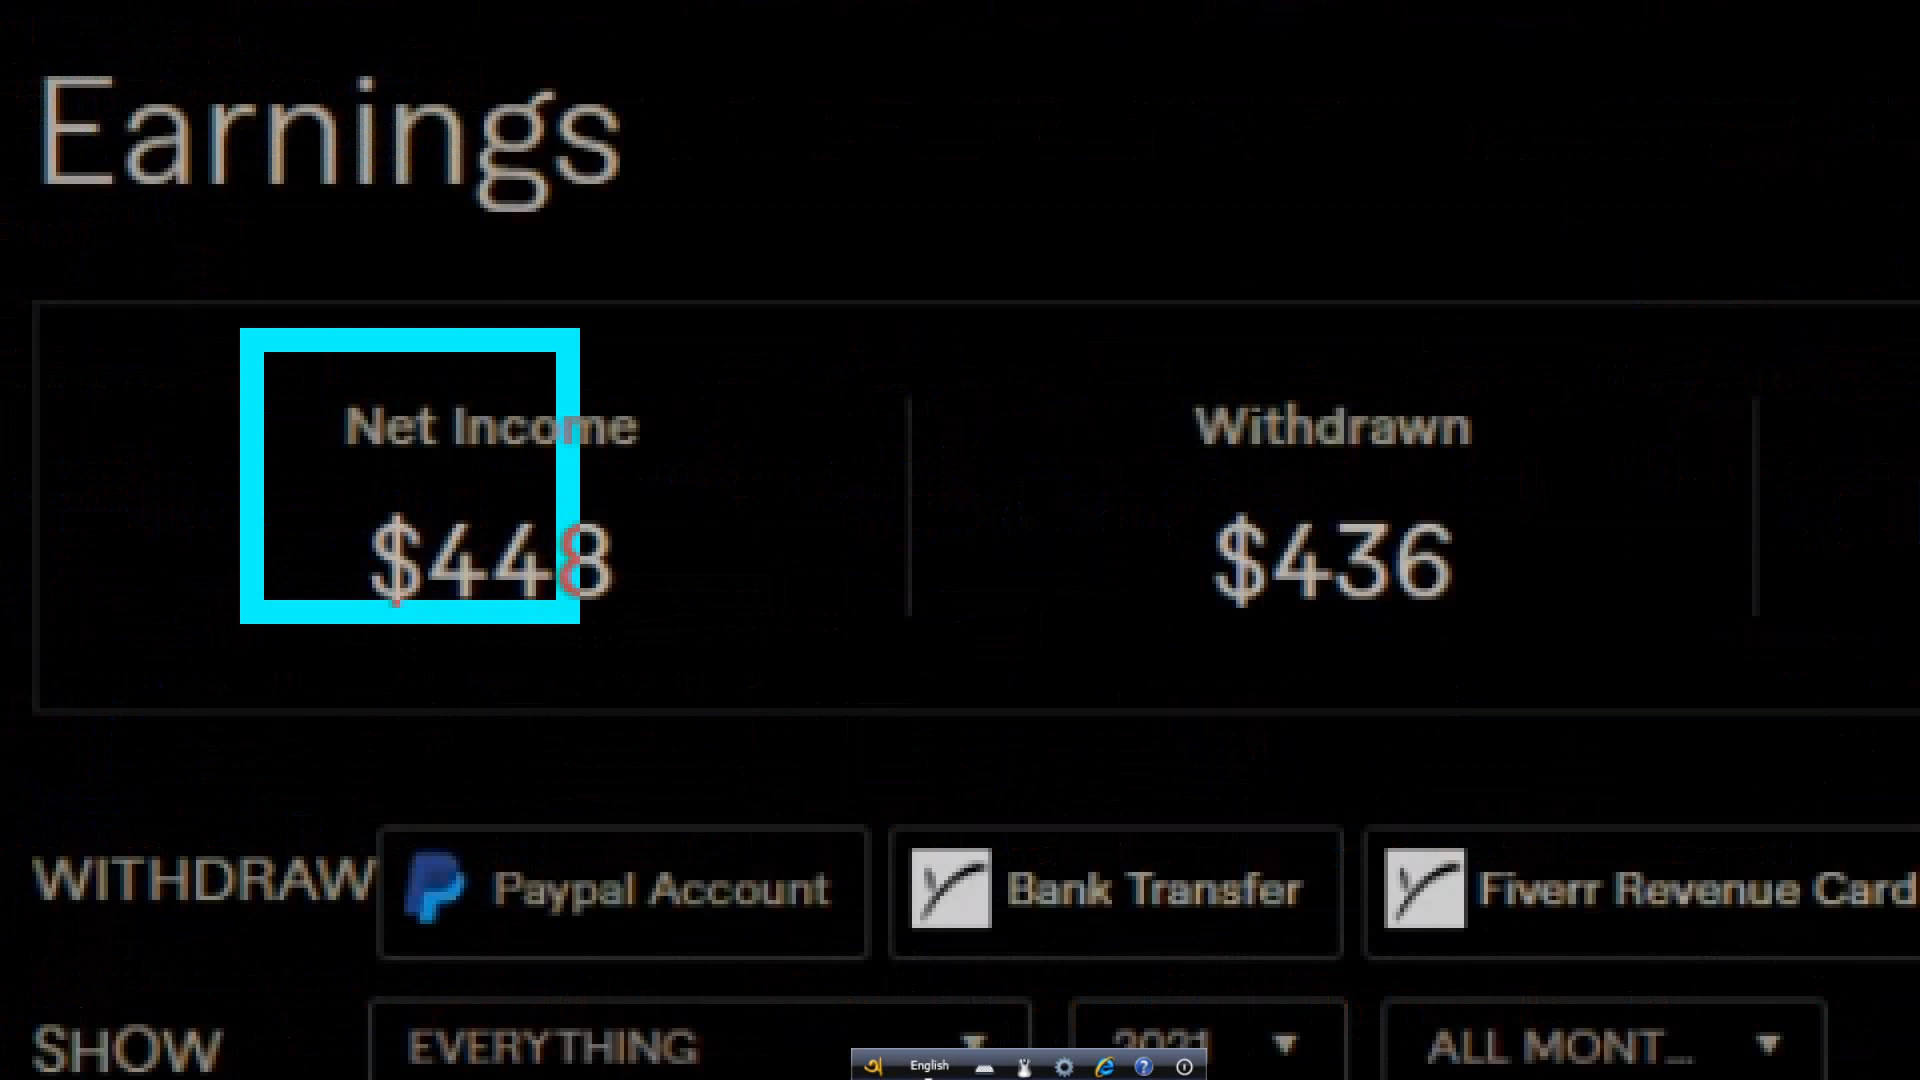 Earnings
Net Income
Withdrawn
$448
$436
WITHDRAW
Paypal Account
Bank Transfer
Fiverr Revenue Card
SHOW
EVERYTHING
2021
ALL MONT...
English